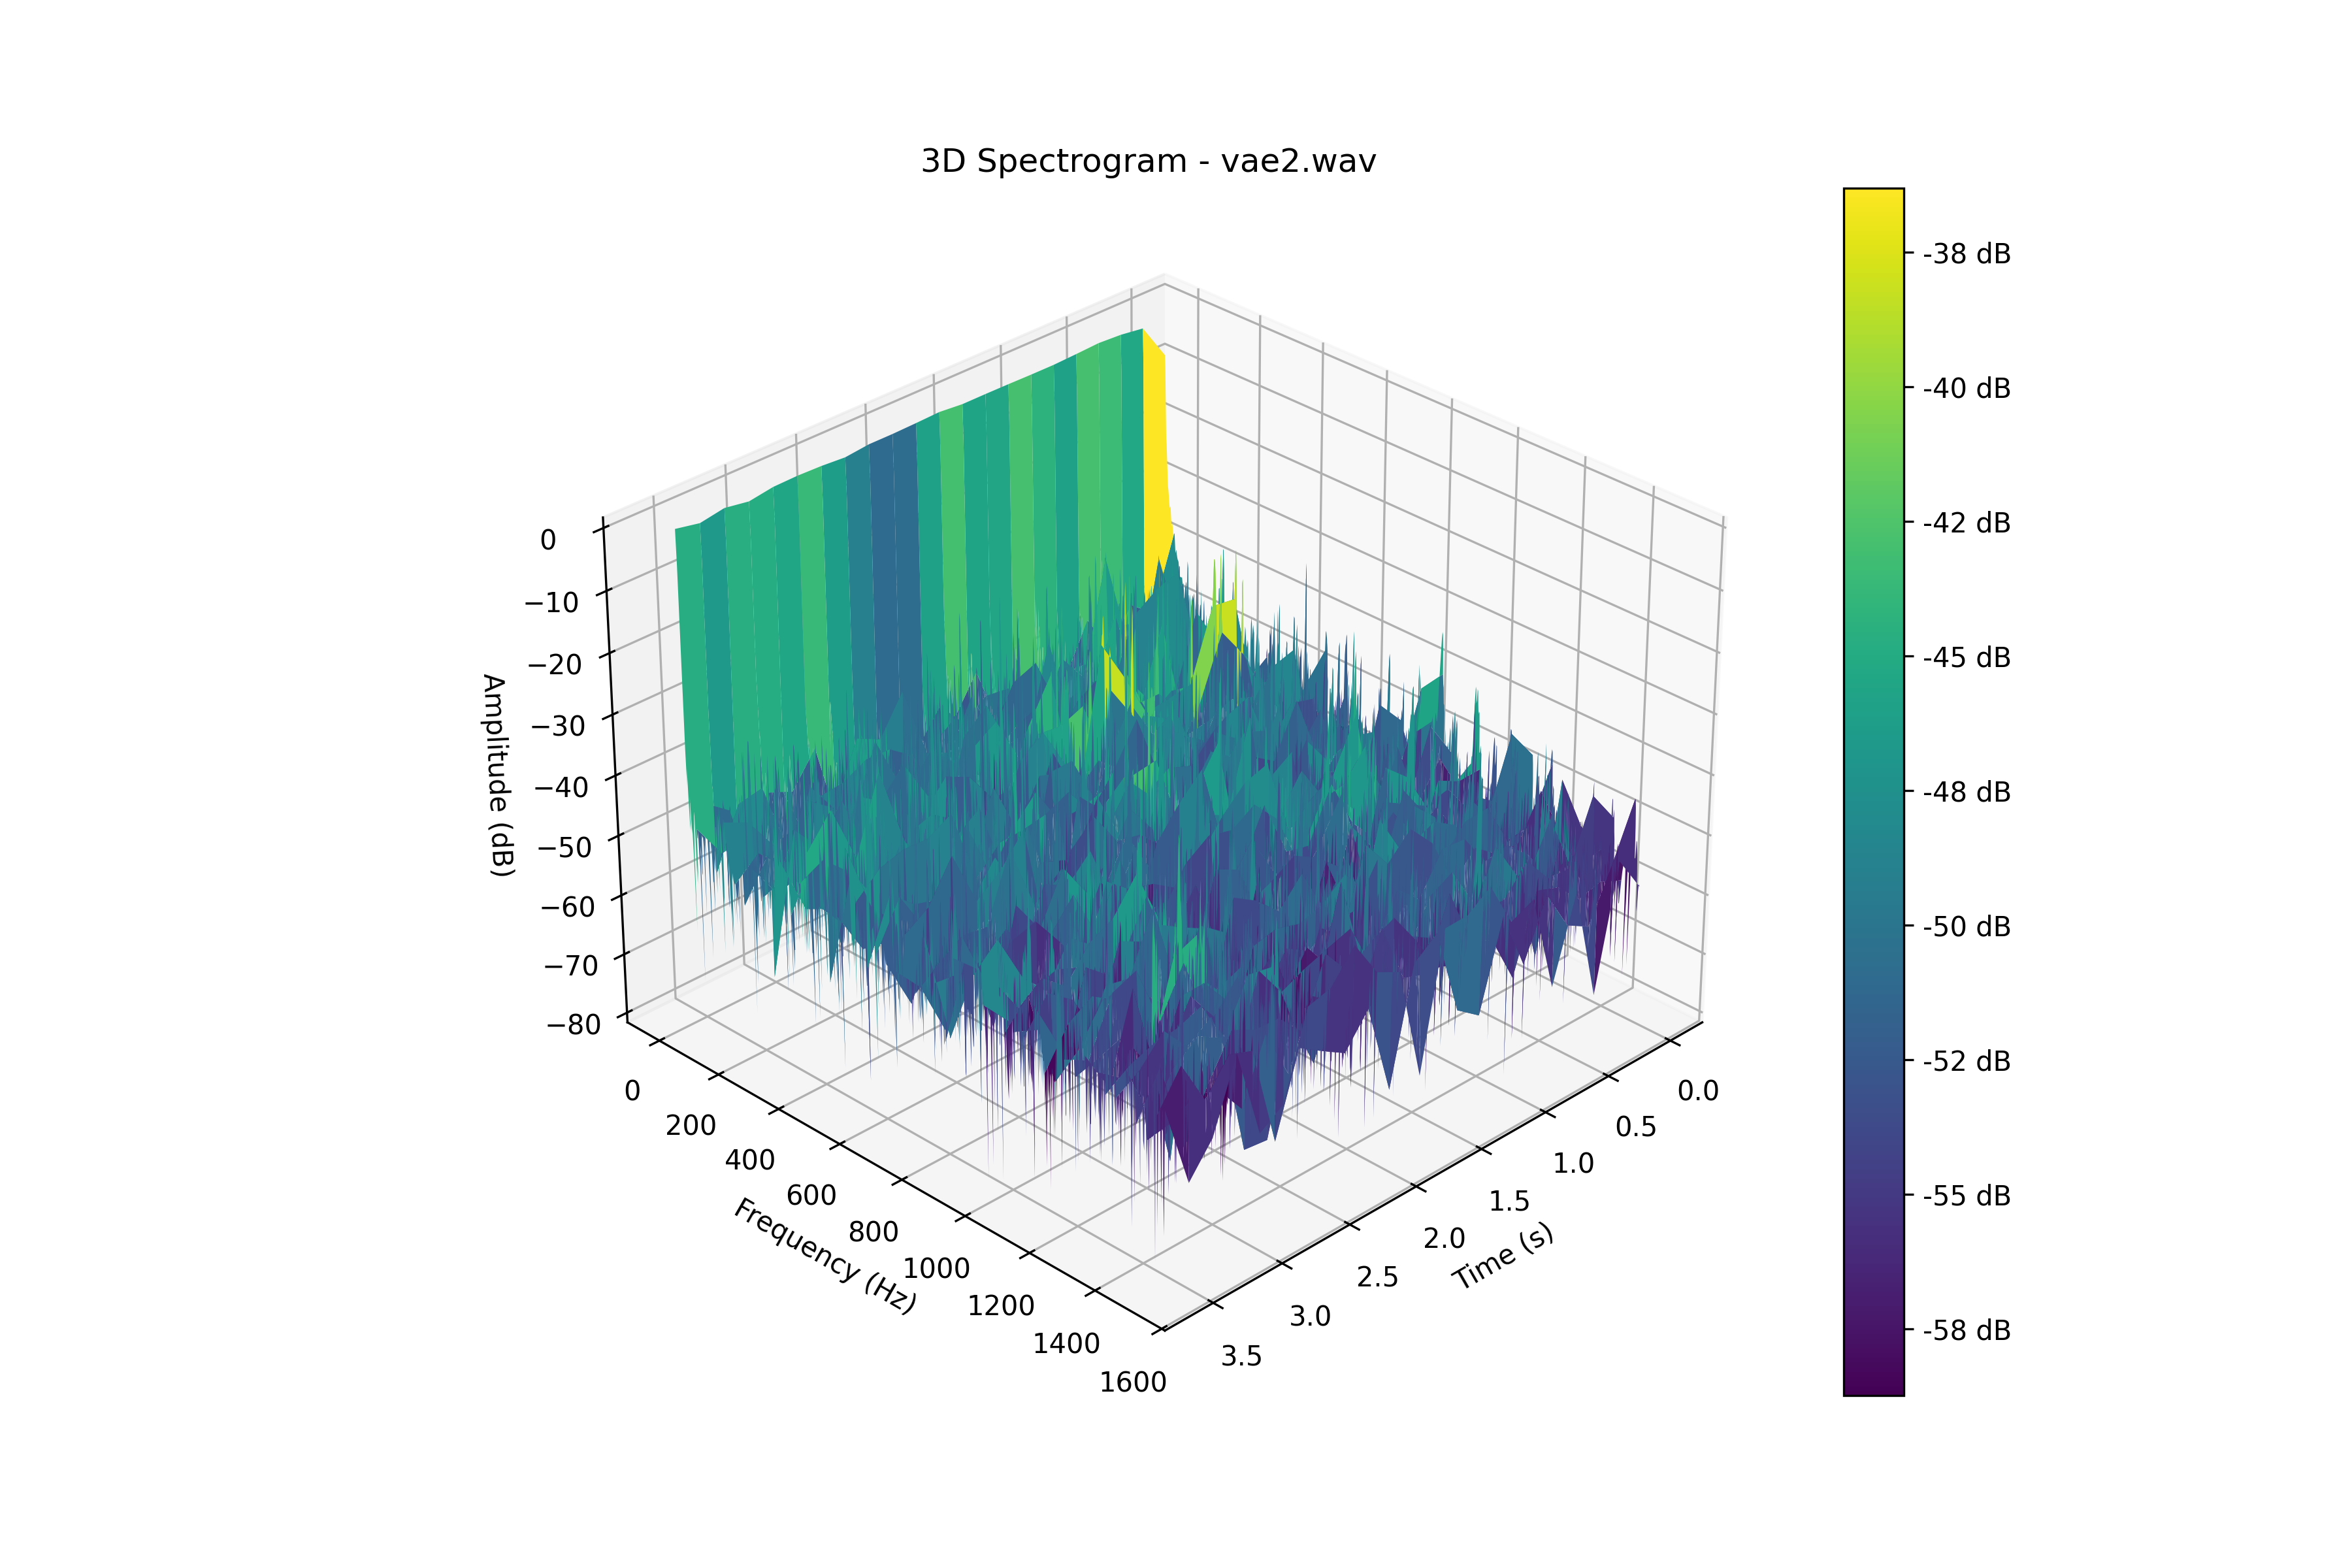 3D Spectrogram - vae2.wav
-38 dB
-40 dB
-42 dB
-45 dB
-48 dB
-50 dB
-52 dB
-55 dB
-58 dB
Amplitude (dB)
0
−10
−20
−30
−40
−50
−60
−70
−80
Frequency (Hz)
0
200
400
600
800
1000
1200
1400
1600
Time (s)
0.0
0.5
1.0
1.5
2.0
2.5
3.0
3.5